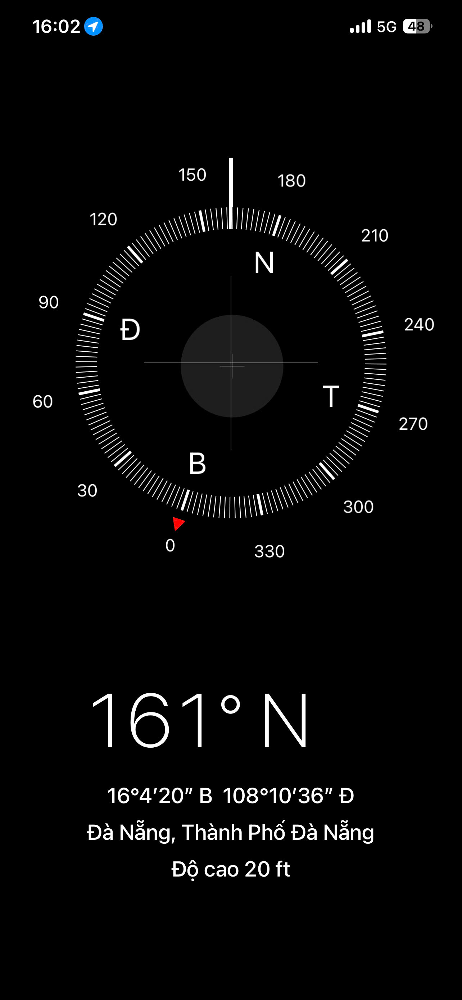 16:02 5G 48
150 180
120 210
N
90 240
Đ
T
60 270
B
30 300
0 330
161° N
16°4′20″ B 108°10′36″ Đ
Đà Nẵng, Thành Phố Đà Nẵng
Độ cao 20 ft